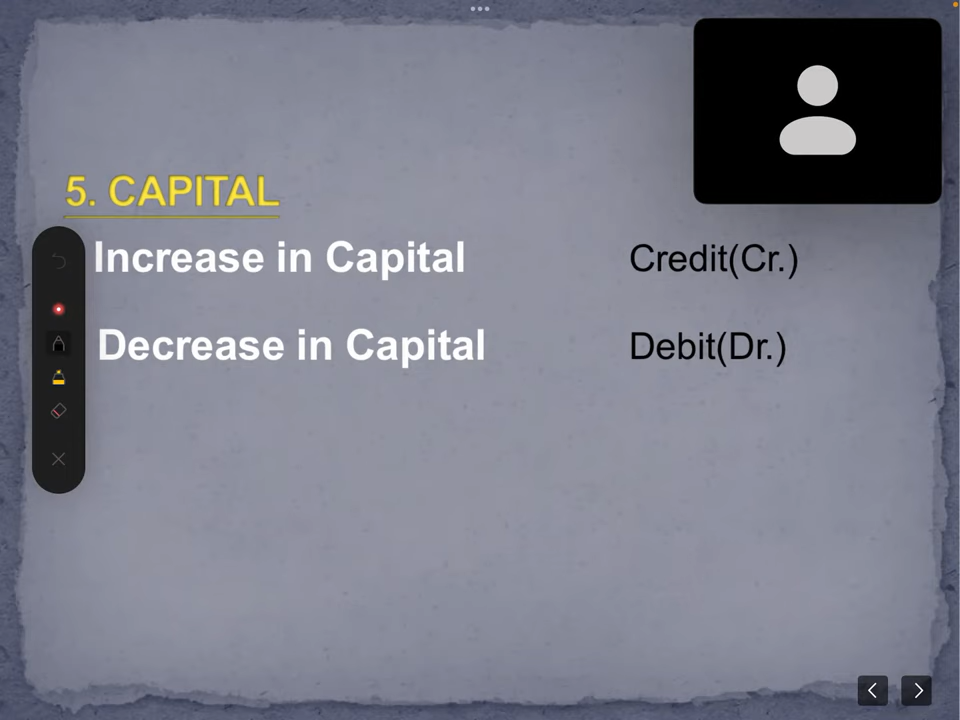 5. CAPITAL
Increase in Capital Credit(Cr.)
Decrease in Capital Debit(Dr.)